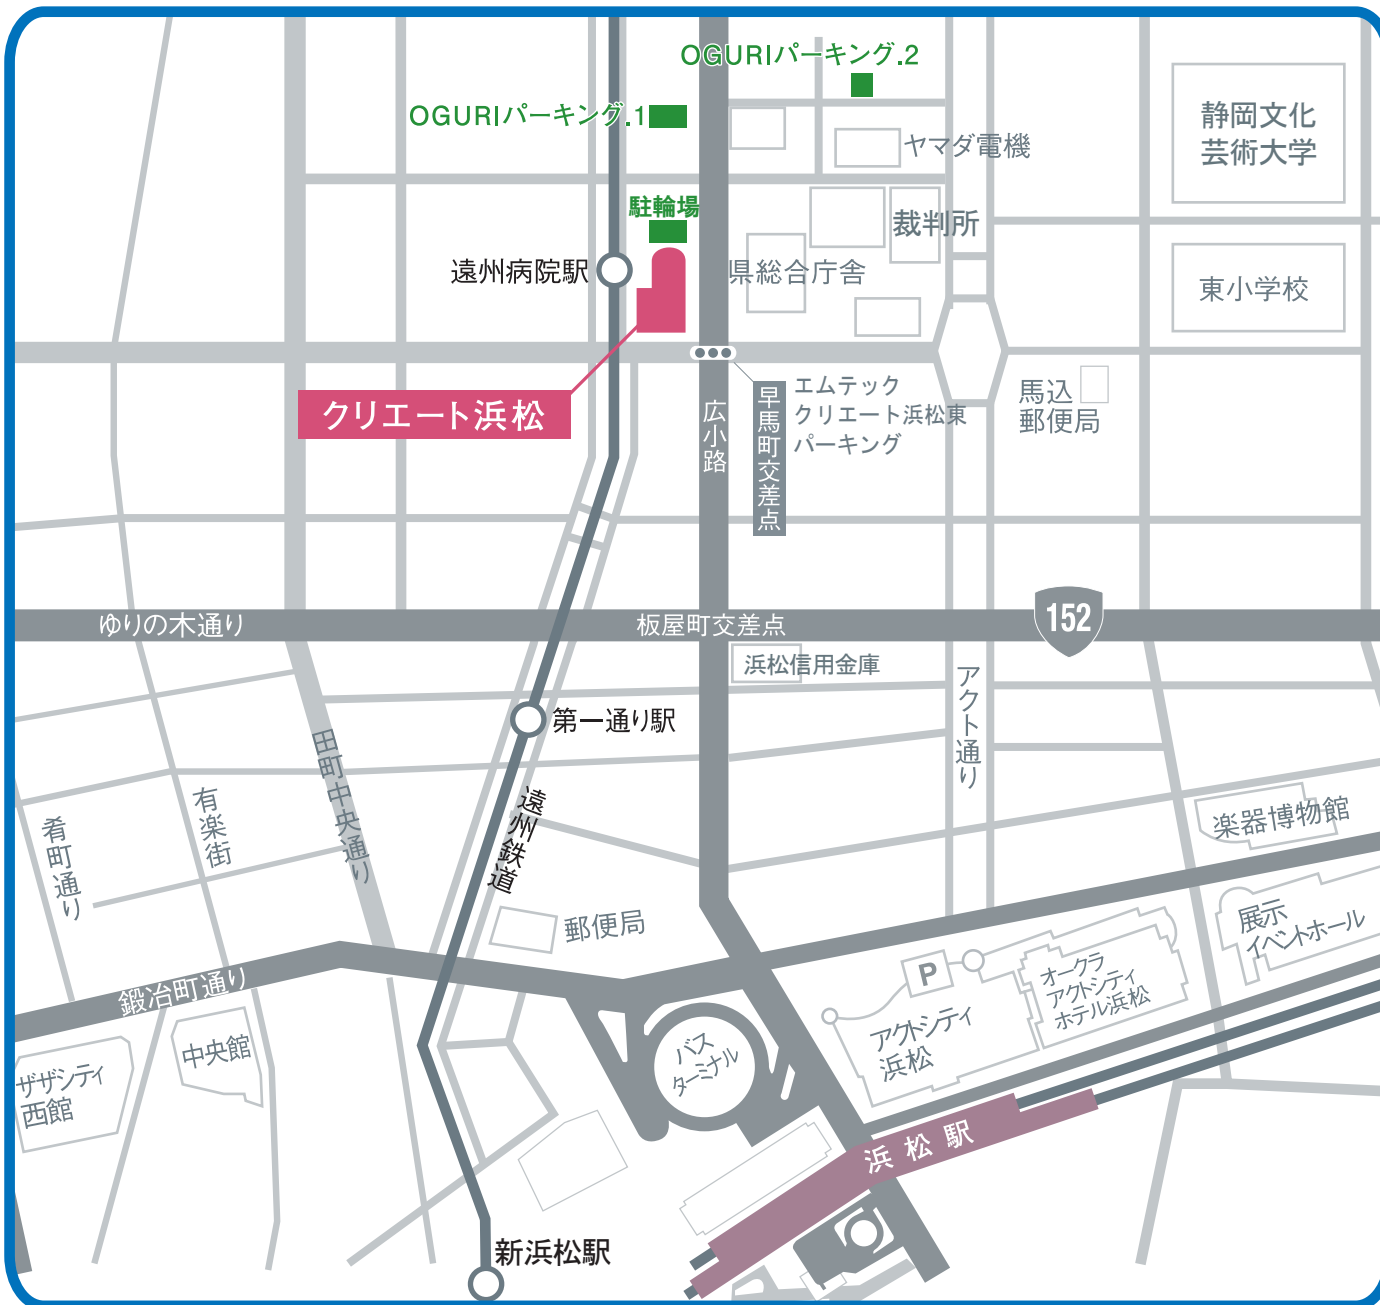 OGURIパーキング.2
OGURIパーキング.1
静岡文化
芸術大学
ヤマダ電機
駐輪場
裁判所
遠州病院駅
県総合庁舎
東小学校
クリエート浜松
広小路
早馬町交差点
エムテック
クリエート浜松東
パーキング
馬込
郵便局
ゆりの木通り
板屋町交差点
152
浜松信用金庫
アクト通り
第一通り駅
田町中央通り
遠州鉄道
有楽街
肴町通り
楽器博物館
郵便局
展示
イベントホール
鍛冶町通り
P
オークラ
アクトシティ
ホテル浜松
アクトシティ
浜松
バス
ターミナル
中央館
ザザシティ
西館
浜松駅
新浜松駅